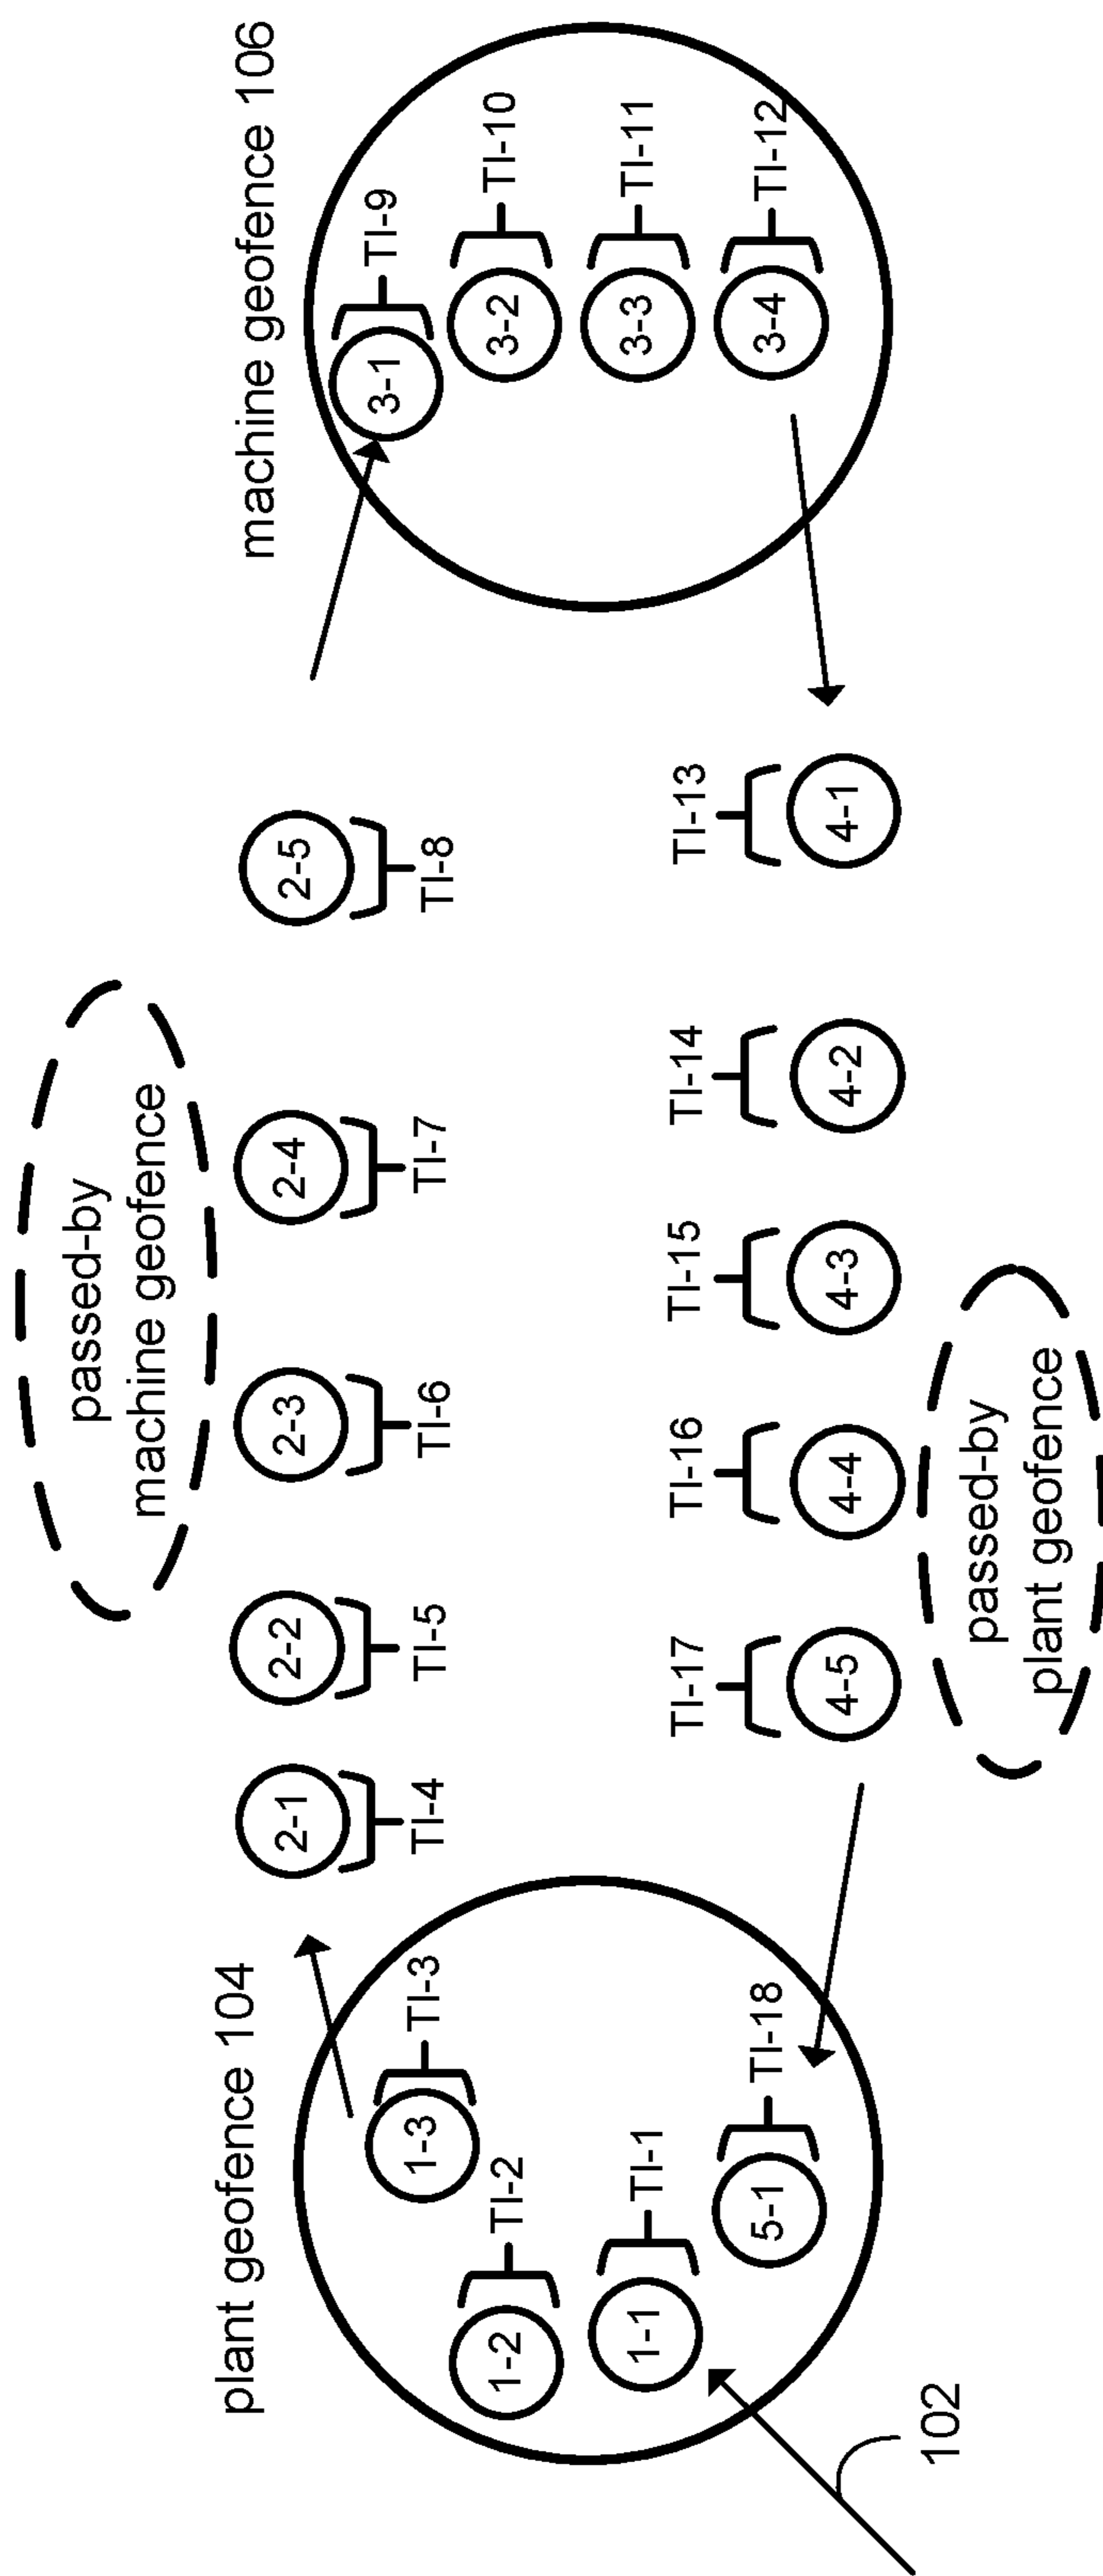 passed-by
machine geofence
plant geofence 104
machine geofence 106
2-1
2-2
2-3
2-4
2-5
TI-4
TI-5
TI-6
TI-7
TI-8
1-3
TI-3
1-2
TI-2
1-1
TI-1
5-1
TI-18
3-1
TI-9
3-2
TI-10
3-3
TI-11
3-4
TI-12
TI-17
TI-16
TI-15
TI-14
TI-13
4-5
4-4
4-3
4-2
4-1
102
passed-by
plant geofence